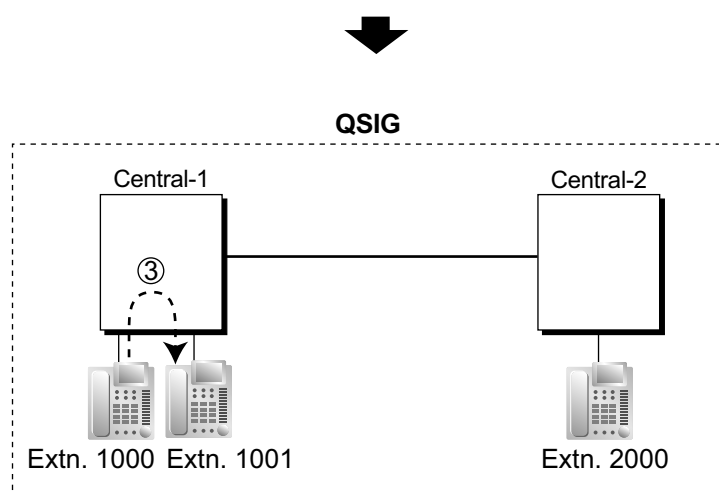 QSIG
Central-1 Central-2
③
Extn. 1000 Extn. 1001 Extn. 2000